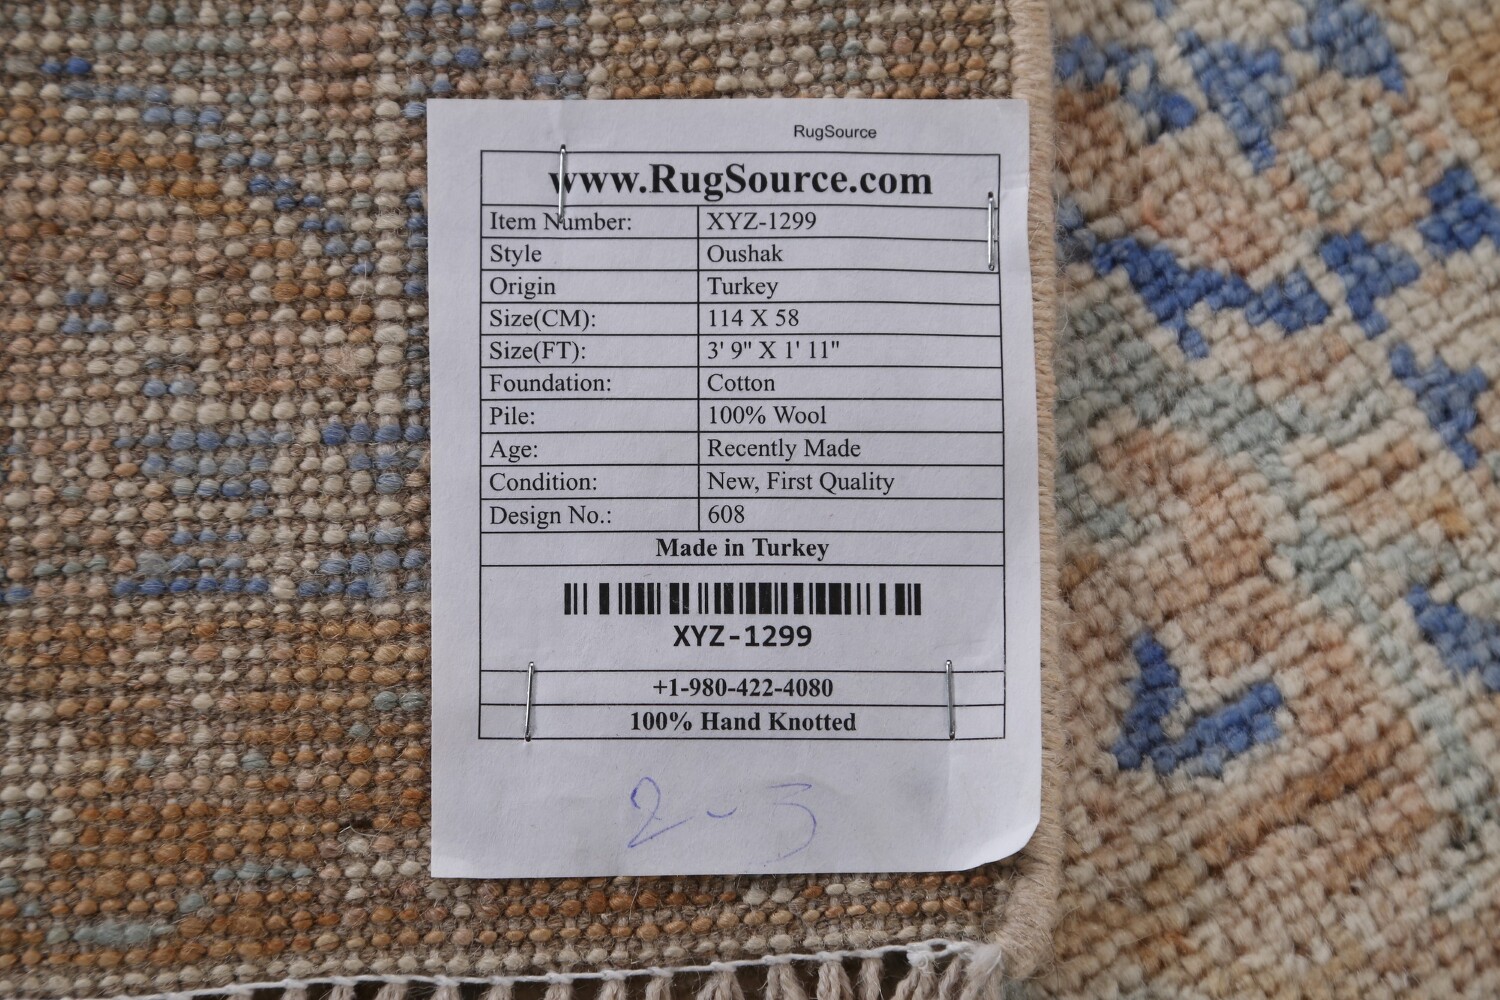 RugSource
www.RugSource.com
Item Number: XYZ-1299
Style Oushak
Origin Turkey
Size(CM): 114 X 58
Size(FT): 3' 9" X 1' 11"
Foundation: Cotton
Pile: 100% Wool
Age: Recently Made
Condition: New, First Quality
Design No.: 608
Made in Turkey
XYZ-1299
+1-980-422-4080
100% Hand Knotted
2-3